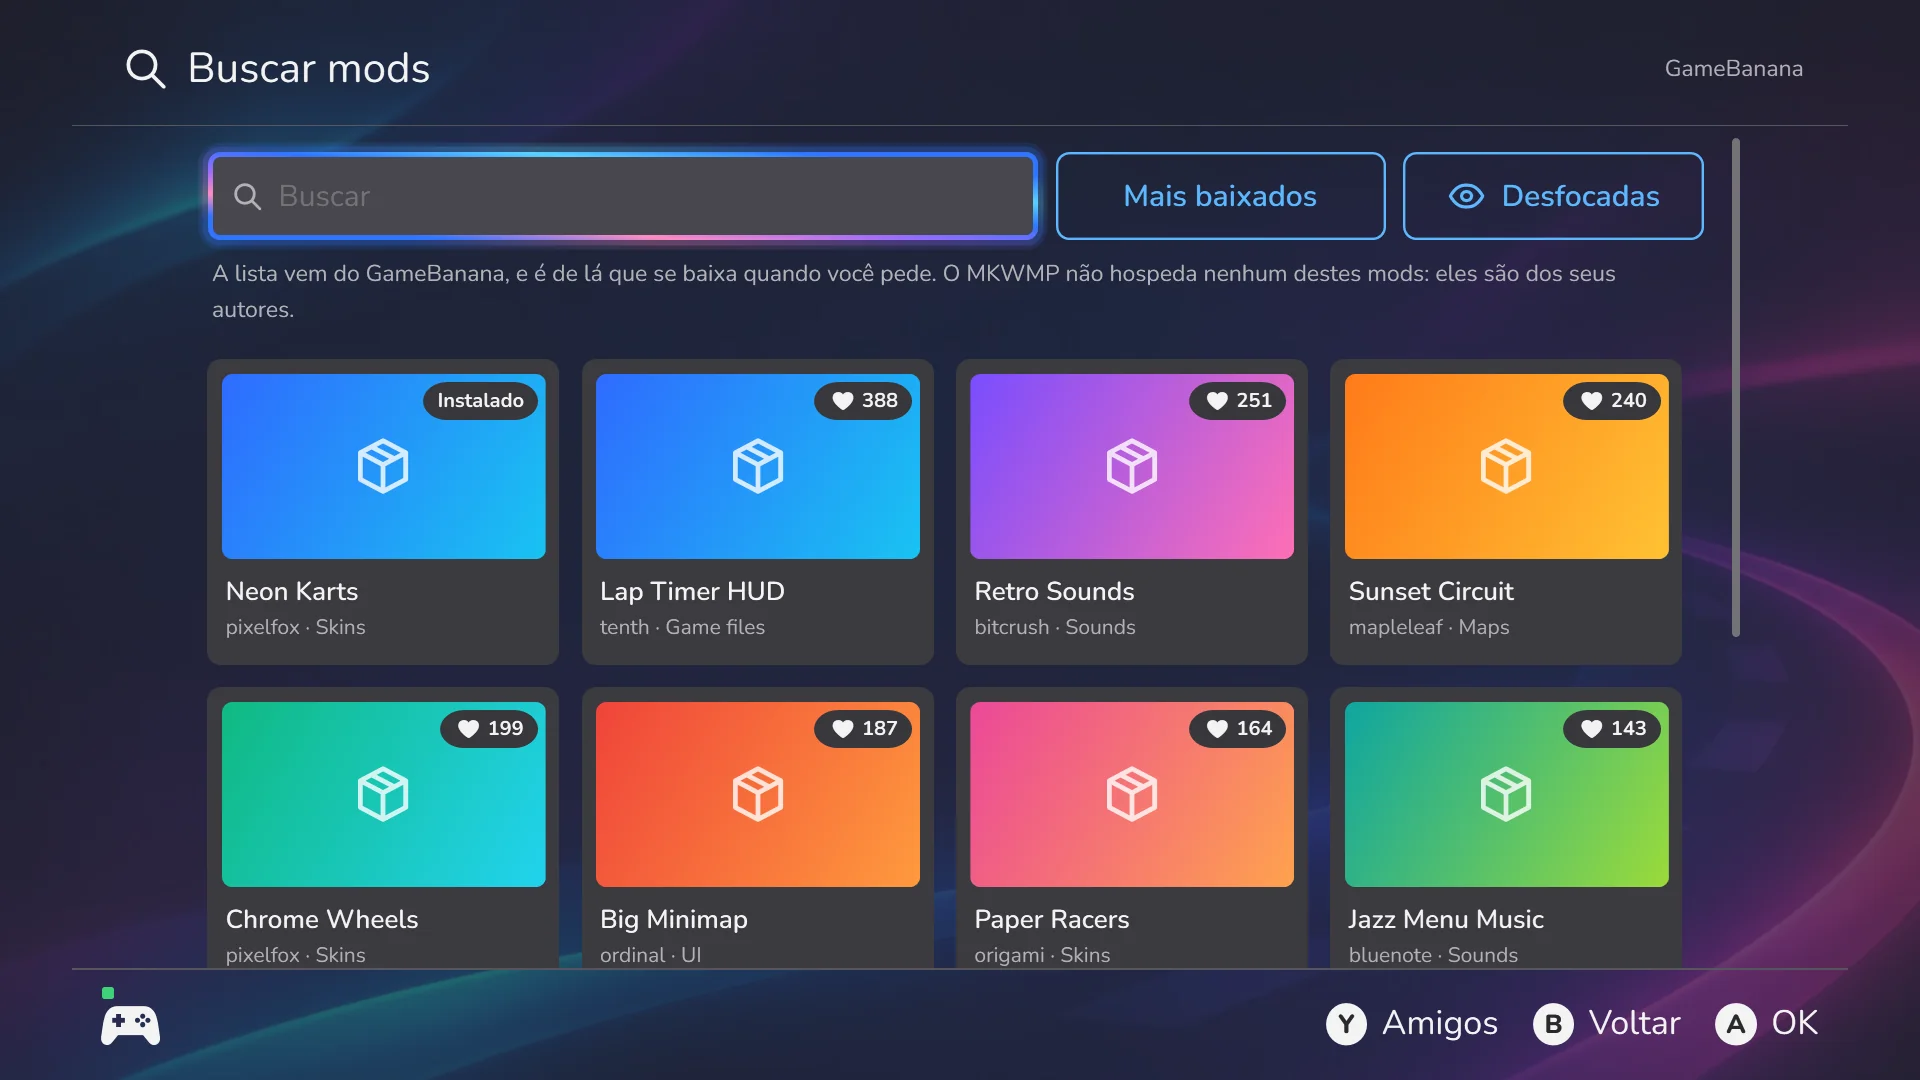 Buscar mods
GameBanana
Buscar
Mais baixados
Desfocadas
A lista vem do GameBanana, e é de lá que se baixa quando você pede. O MKWMP não hospeda nenhum destes mods: eles são dos seus
autores.
Instalado
388
251
240
Neon Karts
Lap Timer HUD
Retro Sounds
Sunset Circuit
pixelfox · Skins
tenth · Game files
bitcrush · Sounds
mapleleaf · Maps
199
187
164
143
Chrome Wheels
Big Minimap
Paper Racers
Jazz Menu Music
pixelfox · Skins
ordinal · UI
origami · Skins
bluenote · Sounds
Y Amigos
B Voltar
A OK